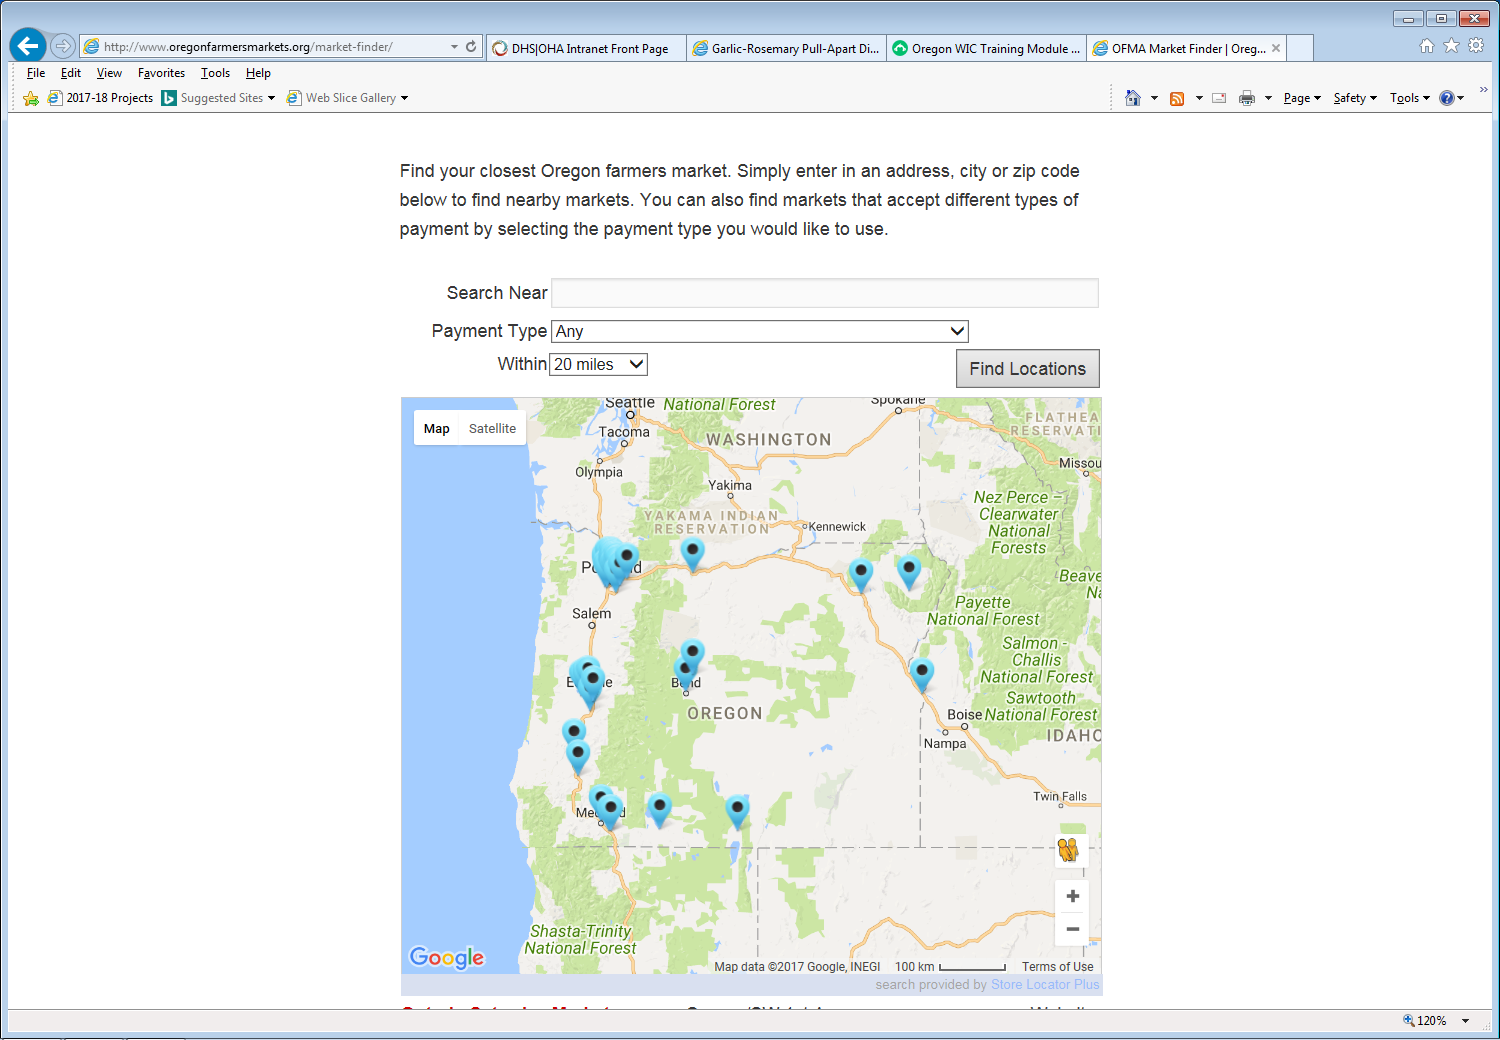 http://www.oregonfarmersmarkets.org/market-finder/
DHS|OHA Intranet Front Page
Garlic-Rosemary Pull-Apart Di...
Oregon WIC Training Module ...
OFMA Market Finder | Oreg...
File Edit View Favorites Tools Help
2017-18 Projects Suggested Sites Web Slice Gallery
Page Safety Tools
Find your closest Oregon farmers market. Simply enter in an address, city or zip code
below to find nearby markets. You can also find markets that accept different types of
payment by selecting the payment type you would like to use.
Search Near
Payment Type Any
Within 20 miles
Find Locations
Map Satellite
Seattle
National Forest
Spokane
Tacoma
WASHINGTON
FLATHEA
RESERVATI
Olympia
Missou
Yakima
YAKAMA INDIAN
RESERVATION
Kennewick
Nez Perce –
Clearwater
National
Forests
Beave
Na
Salem
Payette
National Forest
Salmon -
Challis
National Forest
Sawtooth
National Forest
Bend
OREGON
Boise
Nampa
IDAHO
Twin Falls
Shasta-Trinity
National Forest
Google
Map data ©2017 Google, INEGI 100 km Terms of Use
search provided by Store Locator Plus
120%